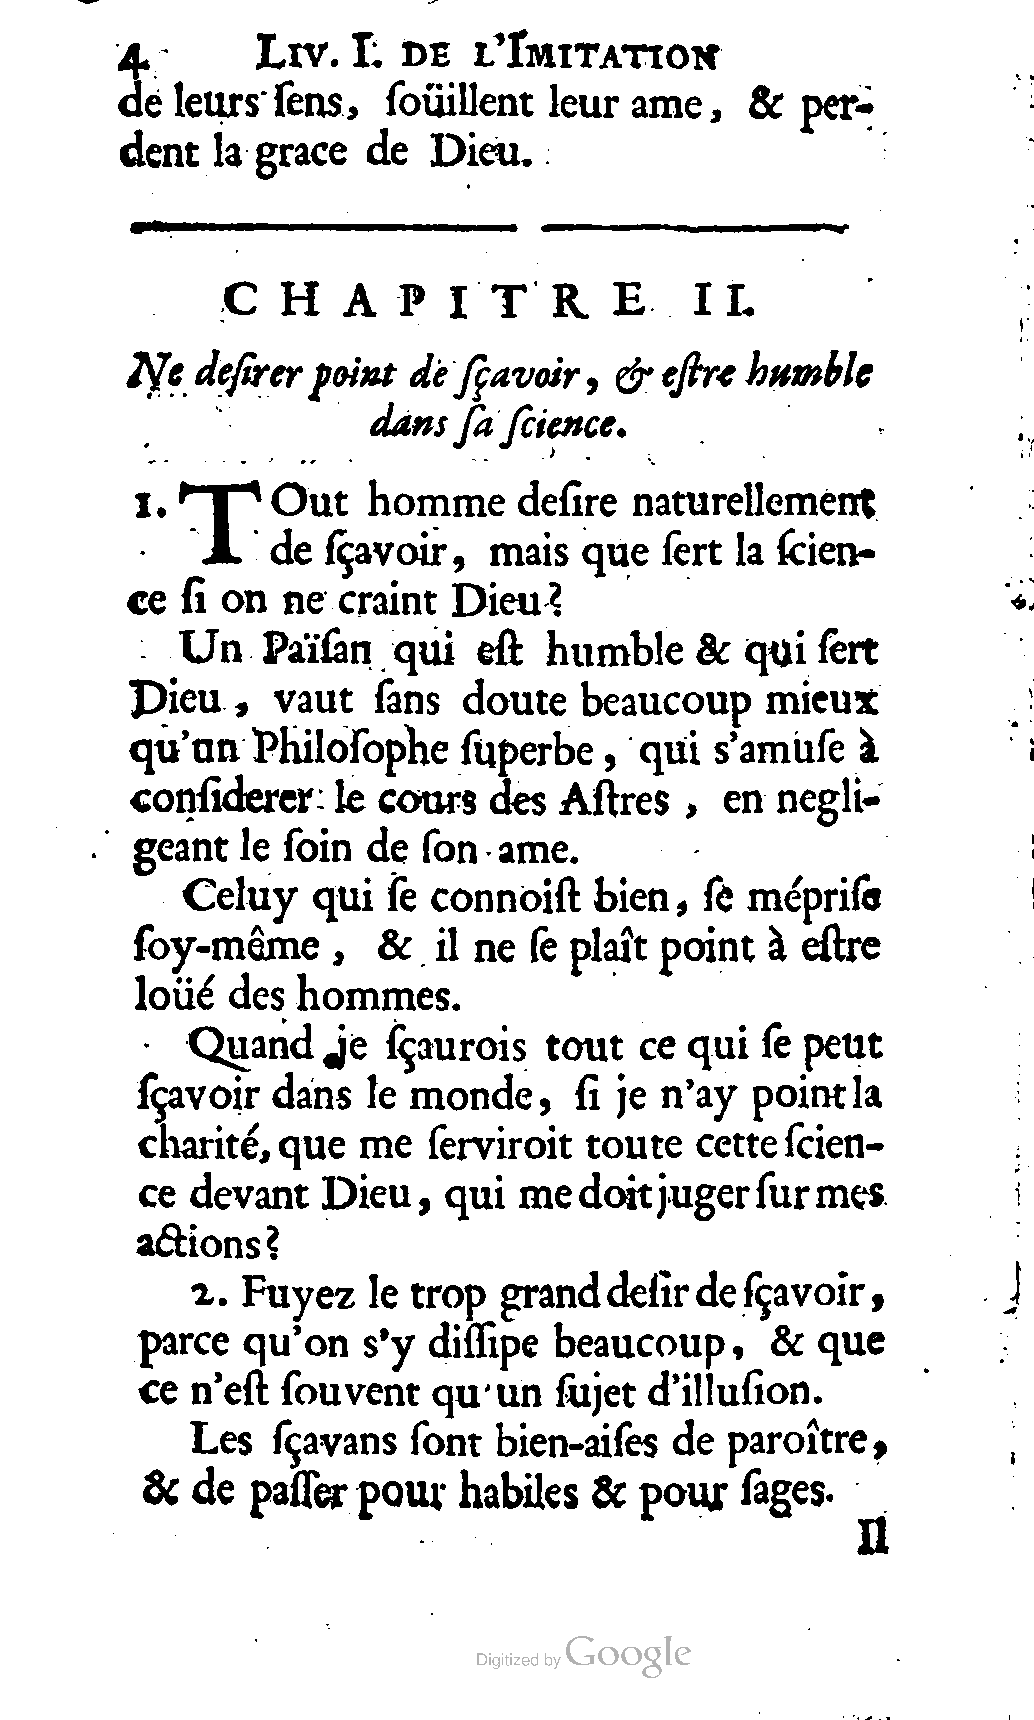 4 LIV. I. DE L'IMITATION
de leurs ſens, ſoüillent leur ame, & per-
dent la grace de Dieu.
CHAPITRE II.
Ne deſirer point de ſçavoir, & eſtre humble
dans ſa ſcience.
1. TOut homme deſire naturellement
de ſçavoir, mais que ſert la ſcien-
ce ſi on ne craint Dieu?
Un Païſan qui eſt humble & qui ſert
Dieu, vaut ſans doute beaucoup mieux
qu'un Philoſophe ſuperbe, qui s'amuſe à
conſiderer le cours des Aſtres, en negli-
geant le ſoin de ſon ame.
Celuy qui ſe connoiſt bien, ſe mépriſe
ſoy-même, & il ne ſe plaît point à eſtre
loüé des hommes.
Quand je ſçaurois tout ce qui ſe peut
ſçavoir dans le monde, ſi je n'ay point la
charité, que me ſerviroit toute cette ſcien-
ce devant Dieu, qui me doit juger ſur mes
actions?
2. Fuyez le trop grand deſir de ſçavoir,
parce qu'on s'y diſſipe beaucoup, & que
ce n'eſt ſouvent qu'un ſujet d'illuſion.
Les ſçavans ſont bien-aiſes de paroître,
& de paſſer pour habiles & pour ſages.
Il
Digitized by Google